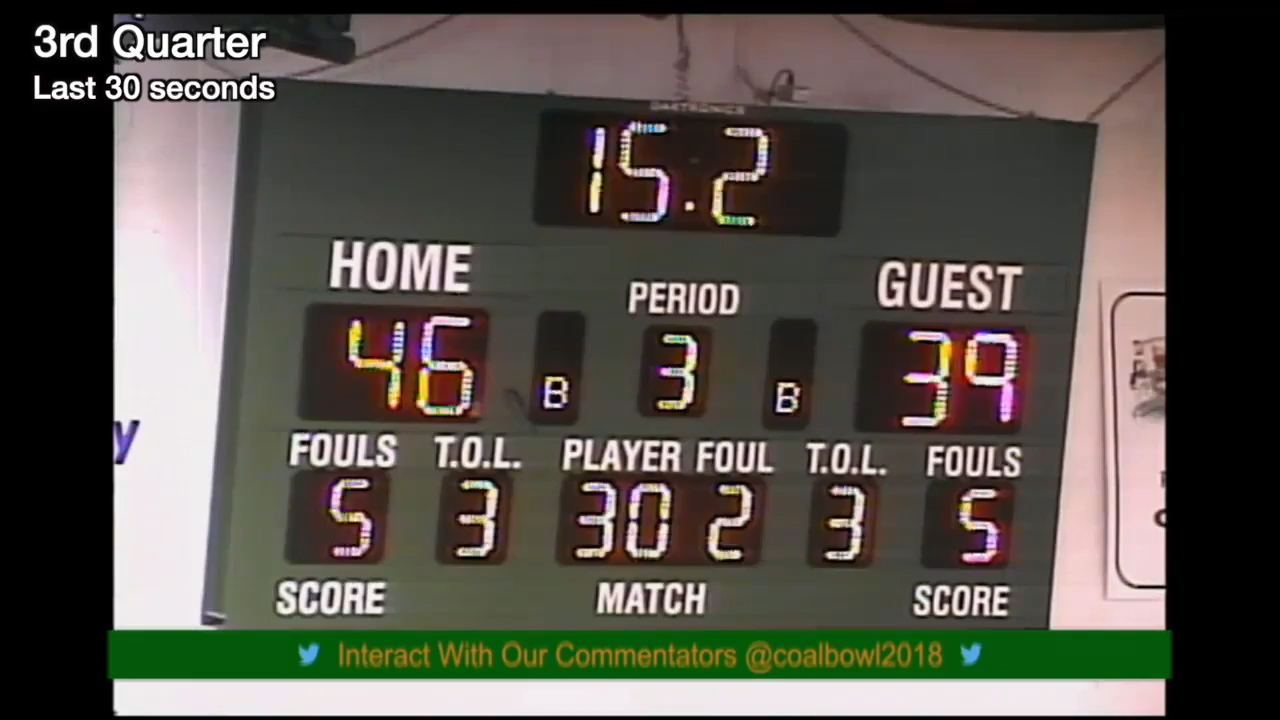 3rd Quarter
Last 30 seconds
DAKTRONICS
15.2
HOME
PERIOD
GUEST
46 B 3 B 39
FOULS T.O.L. PLAYER FOUL T.O.L. FOULS
5 3 30 2 3 5
SCORE MATCH SCORE
y
Interact With Our Commentators @coalbowl2018